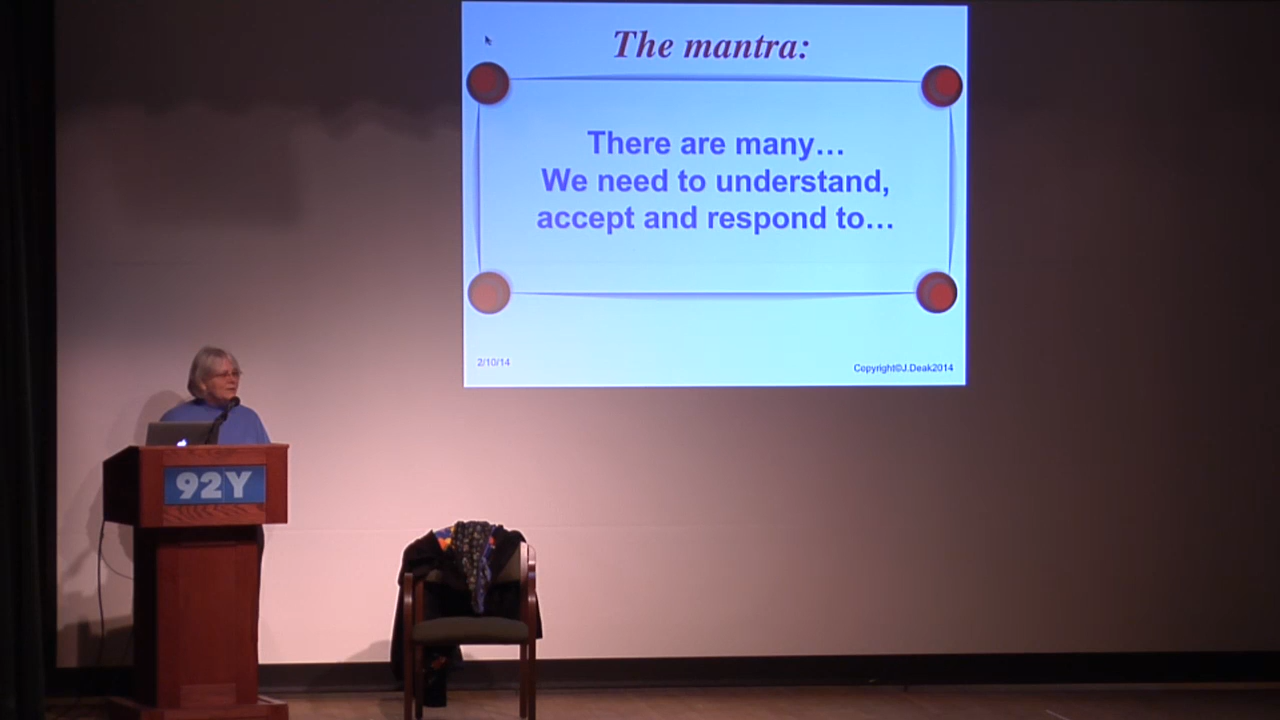 The mantra:
There are many…
We need to understand,
accept and respond to…
2/10/14
Copyright©J.Deak2014
92Y